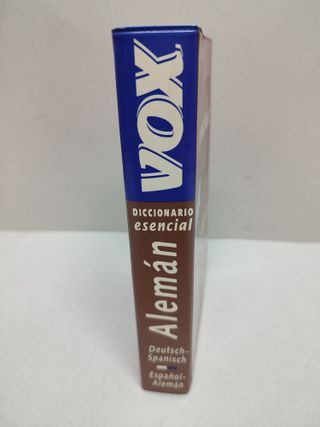 VOX
DICCIONARIO
esencial
Alemán
Deutsch-
Spanisch
Español-
Alemán